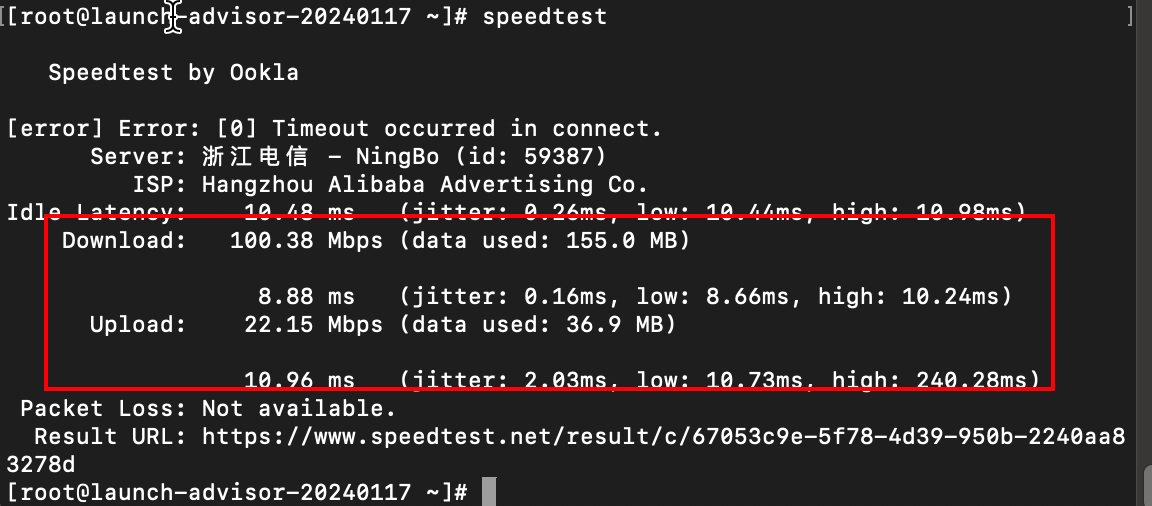 [[root@launch-advisor-20240117 ~]# speedtest ]
Speedtest by Ookla
[error] Error: [0] Timeout occurred in connect.
Server: 浙江电信 - NingBo (id: 59387)
ISP: Hangzhou Alibaba Advertising Co.
Idle Latency: 10.48 ms (jitter: 0.26ms, low: 10.44ms, high: 10.98ms)
Download: 100.38 Mbps (data used: 155.0 MB)
8.88 ms (jitter: 0.16ms, low: 8.66ms, high: 10.24ms)
Upload: 22.15 Mbps (data used: 36.9 MB)
10.96 ms (jitter: 2.03ms, low: 10.73ms, high: 240.28ms)
Packet Loss: Not available.
Result URL: https://www.speedtest.net/result/c/67053c9e-5f78-4d39-950b-2240aa8
3278d
[root@launch-advisor-20240117 ~]#